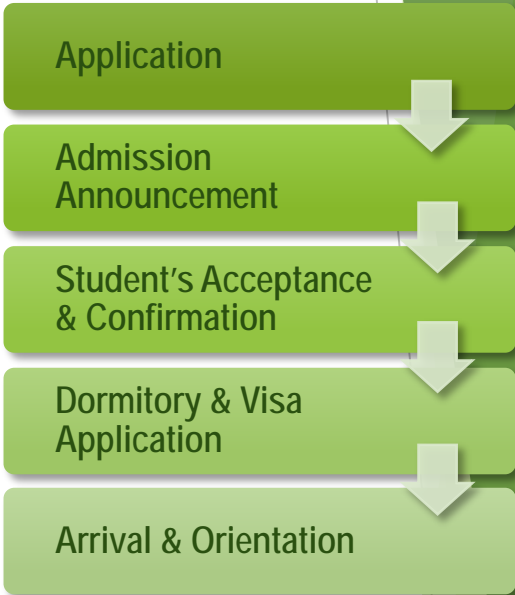 Application
Admission
Announcement
Student's Acceptance
& Confirmation
Dormitory & Visa
Application
Arrival & Orientation